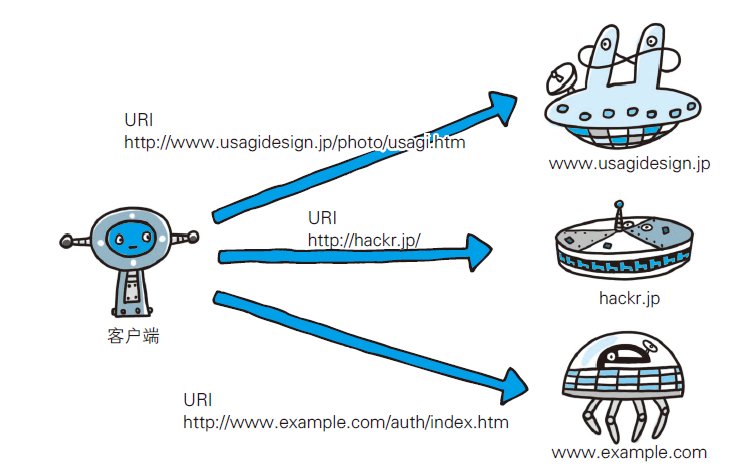 URI
http://www.usagidesign.jp/photo/usagi.htm
www.usagidesign.jp
URI
http://hackr.jp/
hackr.jp
客户端
URI
http://www.example.com/auth/index.htm
www.example.com